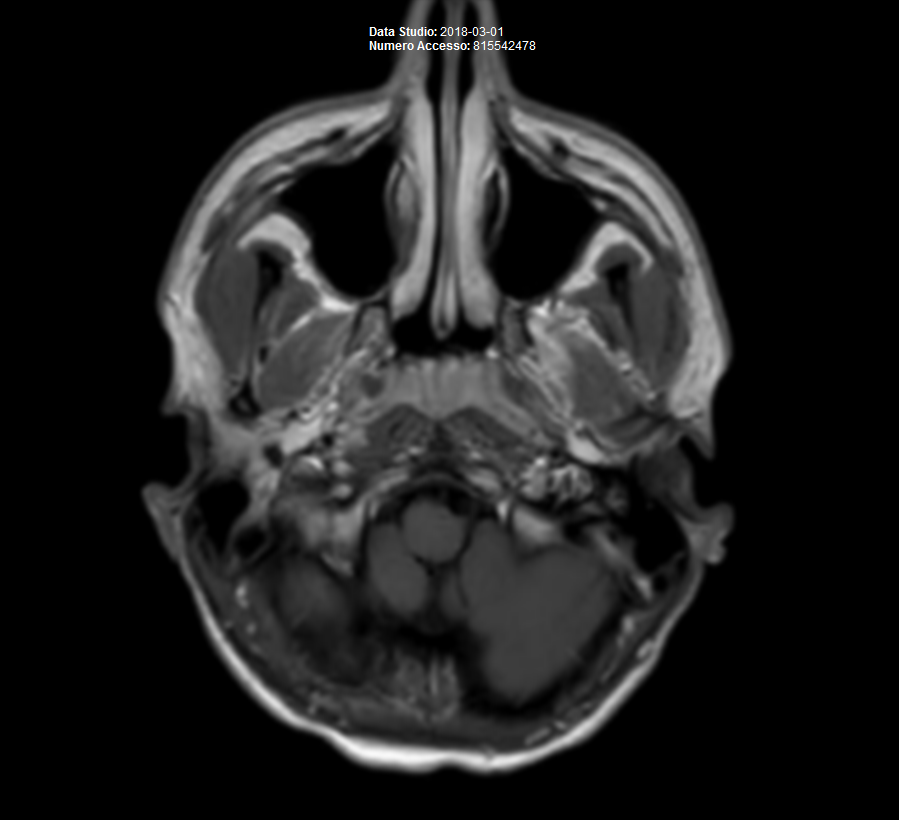 Data Studio: 2018-03-01
Numero Accesso: 815542478